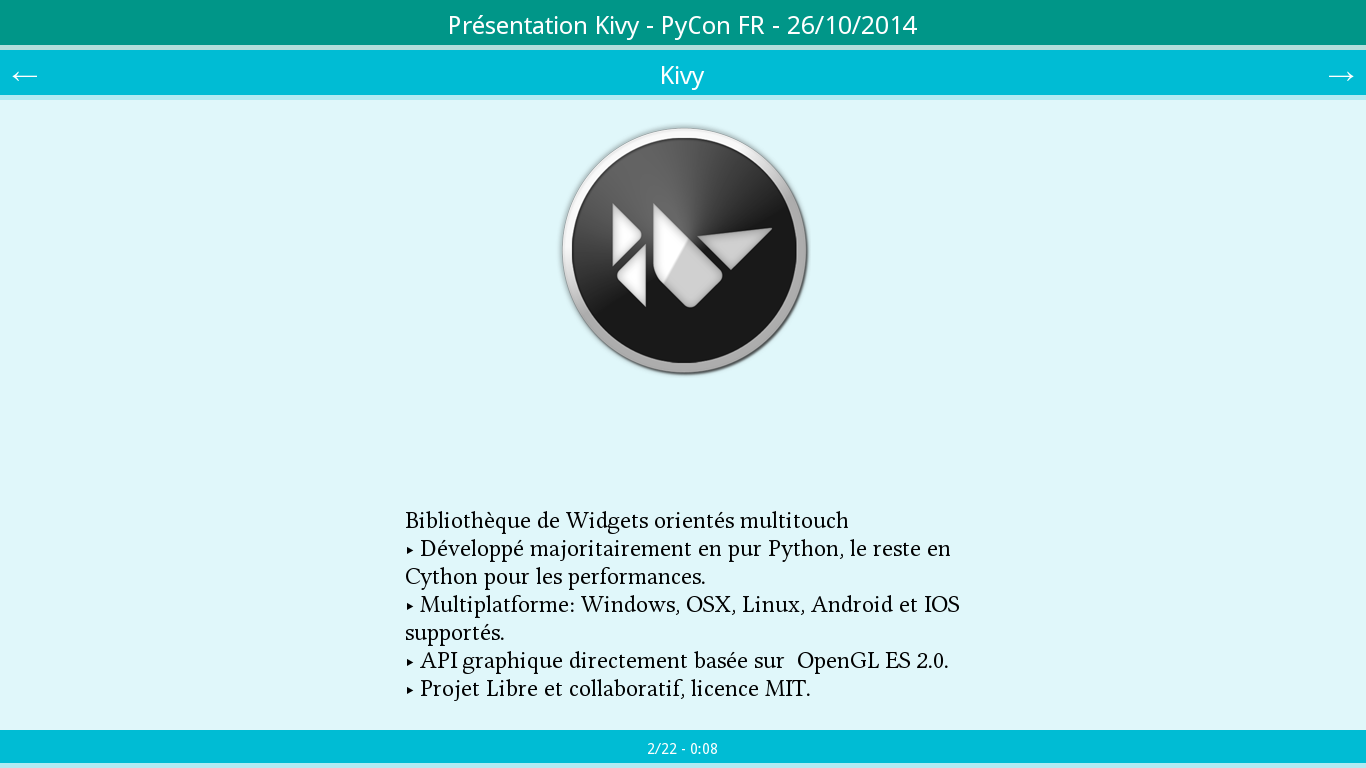 Présentation Kivy - PyCon FR - 26/10/2014
← Kivy →
Bibliothèque de Widgets orientés multitouch
‣ Développé majoritairement en pur Python, le reste en
Cython pour les performances.
‣ Multiplatforme: Windows, OSX, Linux, Android et IOS
supportés.
‣ API graphique directement basée sur  OpenGL ES 2.0.
‣ Projet Libre et collaboratif, licence MIT.
2/22 - 0:08